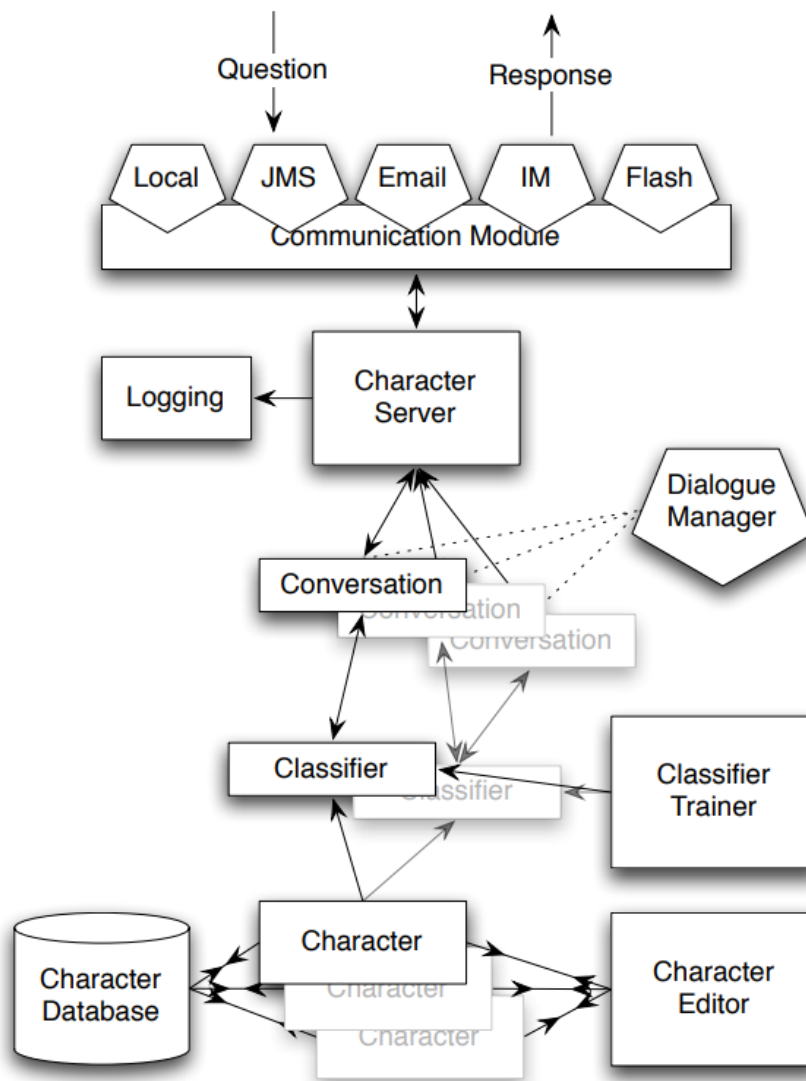 Question
Response
Local
JMS
Email
IM
Flash
Communication Module
Logging
Character
Server
Dialogue
Manager
Conversation
Conversation
Conversation
Classifier
Classifier
Classifier
Trainer
Character
Database
Character
Character
Character
Character
Editor